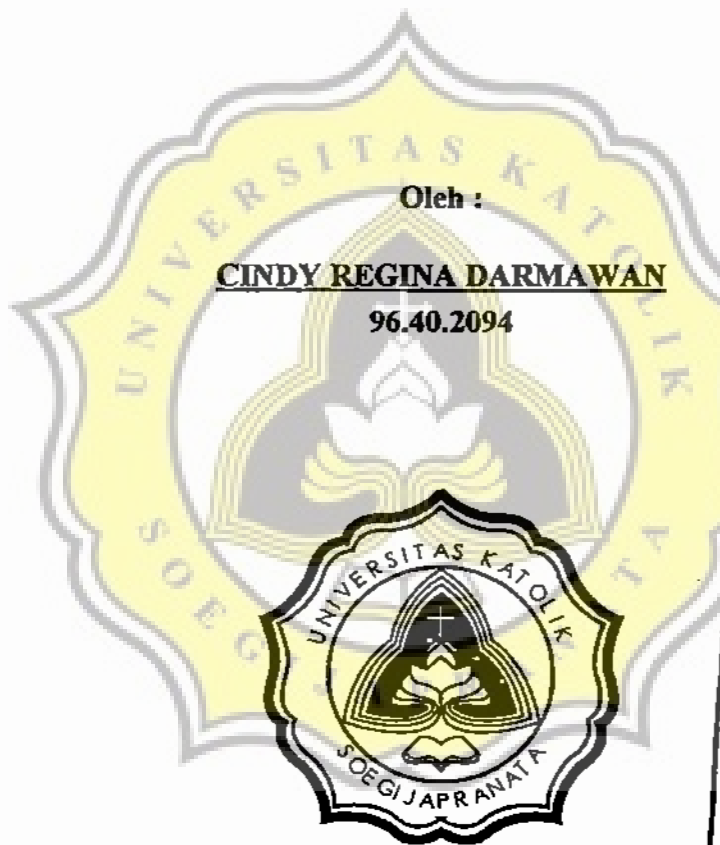 UNIVERSITAS KATOLIK
Oleh :
CINDY REGINA DARMAWAN
96.40.2094
SOEGIJAPRANATA
UNIVERSITAS KATOLIK
SOEGIJAPRANATA